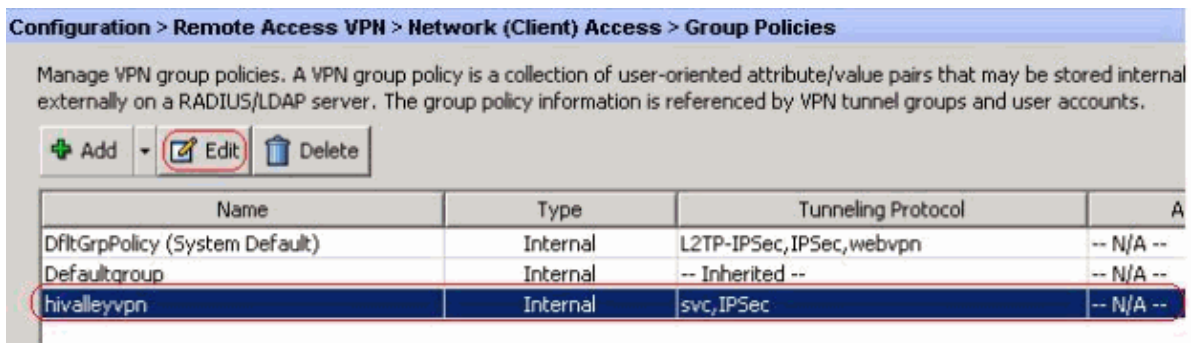 Configuration > Remote Access VPN > Network (Client) Access > Group Policies
Manage VPN group policies. A VPN group policy is a collection of user-oriented attribute/value pairs that may be stored internal
externally on a RADIUS/LDAP server. The group policy information is referenced by VPN tunnel groups and user accounts.
Add Edit Delete
Name Type Tunneling Protocol A
DfltGrpPolicy (System Default) Internal L2TP-IPSec,IPSec,webvpn -- N/A --
Defaultgroup Internal -- Inherited -- -- N/A --
hivalleyvpn Internal svc,IPSec -- N/A --